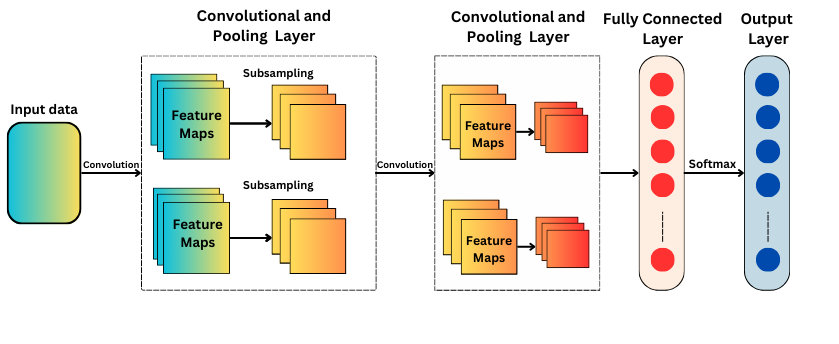 Convolutional and
Pooling Layer
Convolutional and
Pooling Layer
Fully Connected
Layer
Output
Layer
Input data
Convolution
Subsampling
Feature
Maps
Subsampling
Feature
Maps
Convolution
Feature
Maps
Feature
Maps
Softmax